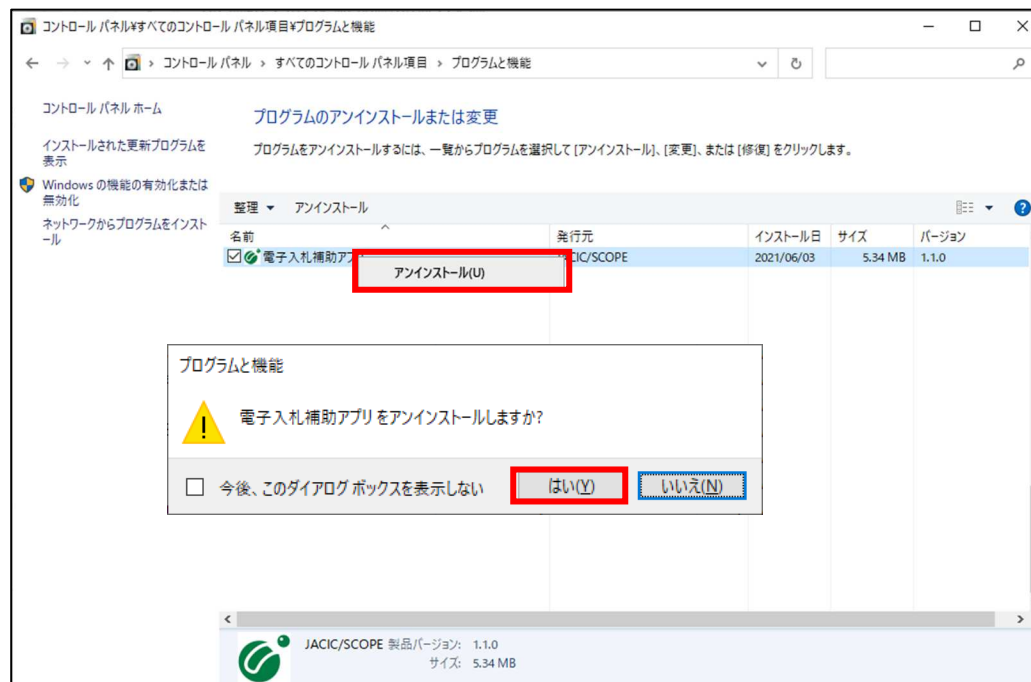 コントロール パネル¥すべてのコントロール パネル項目¥プログラムと機能
コントロール パネル › すべてのコントロール パネル項目 › プログラムと機能
コントロール パネル ホーム
インストールされた更新プログラムを
表示
Windows の機能の有効化または
無効化
ネットワークからプログラムをインスト
ール
プログラムのアンインストールまたは変更
プログラムをアンインストールするには、一覧からプログラムを選択して [アンインストール]、[変更]、または [修復] をクリックします。
整理 アンインストール
名前 発行元 インストール日 サイズ バージョン
電子入札補助ア JACIC/SCOPE 2021/06/03 5.34 MB 1.1.0
アンインストール(U)
プログラムと機能
電子入札補助アプリ をアンインストールしますか?
今後、このダイアログ ボックスを表示しない
はい(Y) いいえ(N)
JACIC/SCOPE 製品バージョン: 1.1.0
サイズ: 5.34 MB